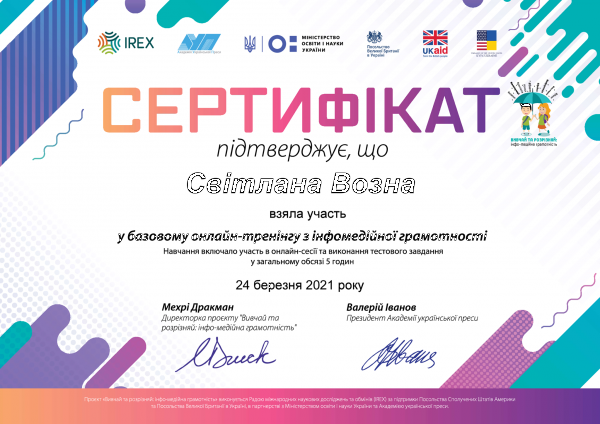 IREX
АУП
Академія Української Преси
МІНІСТЕРСТВО
ОСВІТИ І НАУКИ
УКРАЇНИ
Посольство
Великої Британії
в Україні
UKaid
from the British people
СЕРТИФІКАТ
ВИВЧАЙ ТА РОЗРІЗНЯЙ:
інфо-медійна грамотність
підтверджує, що
Світлана Возна
взяла участь
у базовому онлайн-тренінгу з інфомедійної грамотності
Навчання включало участь в онлайн-сесії та виконання тестового завдання
у загальному обсязі 5 годин
24 березня 2021 року
Мехрі Дракман
Директорка проєкту "Вивчай та
розрізняй: інфо-медійна грамотність"
Валерій Іванов
Президент Академії української преси
Проєкт «Вивчай та розрізняй: інфо-медійна грамотність» виконується Радою міжнародних наукових досліджень та обмінів (IREX) за підтримки Посольства Сполучених Штатів Америки
та Посольства Великої Британії в Україні, в партнерстві з Міністерством освіти і науки України та Академією української преси.